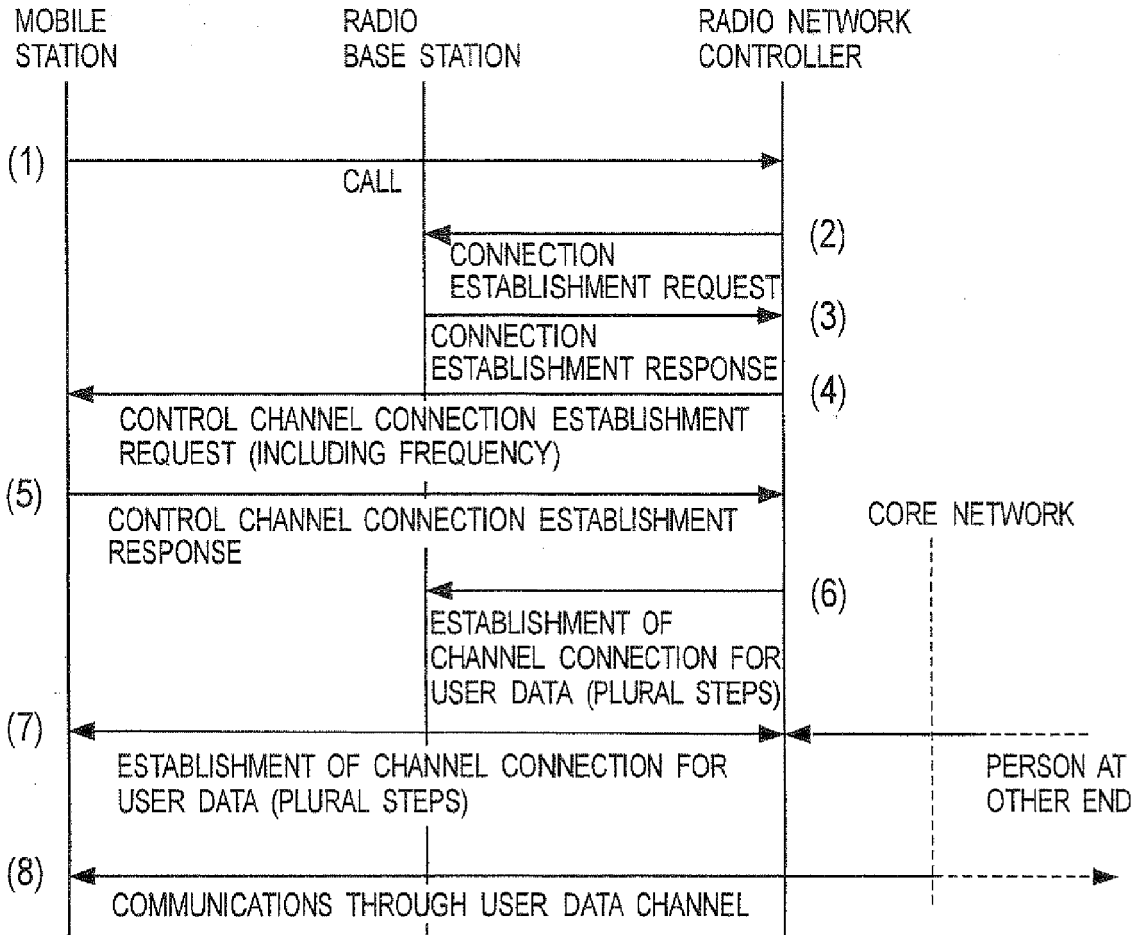 MOBILE
STATION
RADIO
BASE STATION
RADIO NETWORK
CONTROLLER
(1)
CALL
(2)
CONNECTION
ESTABLISHMENT REQUEST
(3)
CONNECTION
ESTABLISHMENT RESPONSE
(4)
CONTROL CHANNEL CONNECTION ESTABLISHMENT
REQUEST (INCLUDING FREQUENCY)
(5)
CONTROL CHANNEL CONNECTION ESTABLISHMENT
RESPONSE
CORE NETWORK
(6)
ESTABLISHMENT OF
CHANNEL CONNECTION FOR
USER DATA (PLURAL STEPS)
(7)
ESTABLISHMENT OF CHANNEL CONNECTION FOR
USER DATA (PLURAL STEPS)
PERSON AT
OTHER END
(8)
COMMUNICATIONS THROUGH USER DATA CHANNEL